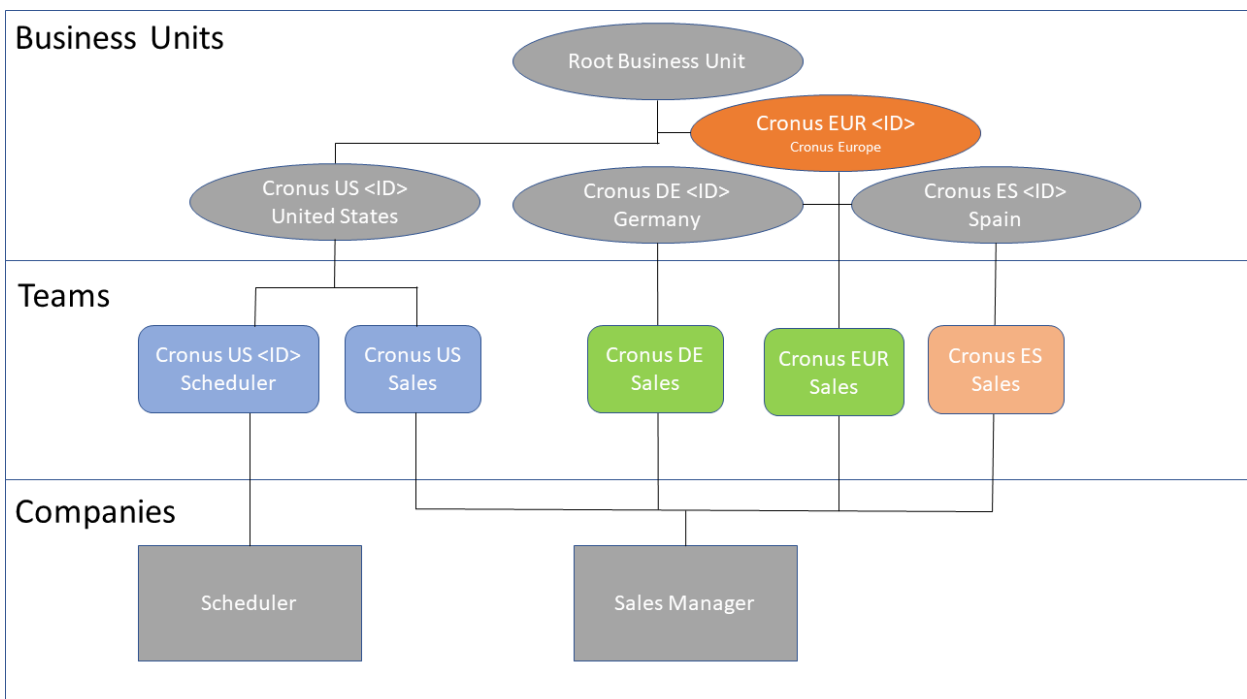 Business Units
Root Business Unit
Cronus EUR <ID>
Cronus Europe
Cronus US <ID>
United States
Cronus DE <ID>
Germany
Cronus ES <ID>
Spain
Teams
Cronus US <ID>
Scheduler
Cronus US
Sales
Cronus DE
Sales
Cronus EUR
Sales
Cronus ES
Sales
Companies
Scheduler
Sales Manager